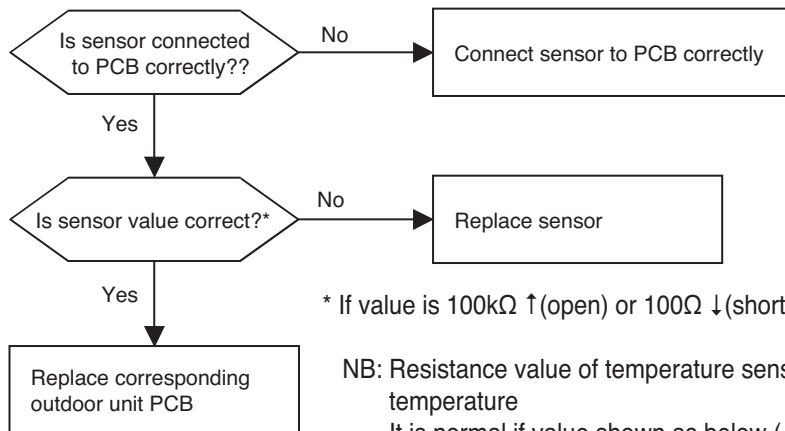 Is sensor connected
to PCB correctly??
No
Connect sensor to PCB correctly
Yes
Is sensor value correct?*
No
Replace sensor
Yes
* If value is 100kΩ ↑(open) or 100Ω ↓(short
Replace corresponding
outdoor unit PCB
NB: Resistance value of temperature
temperature
It is normal if value shown as below (